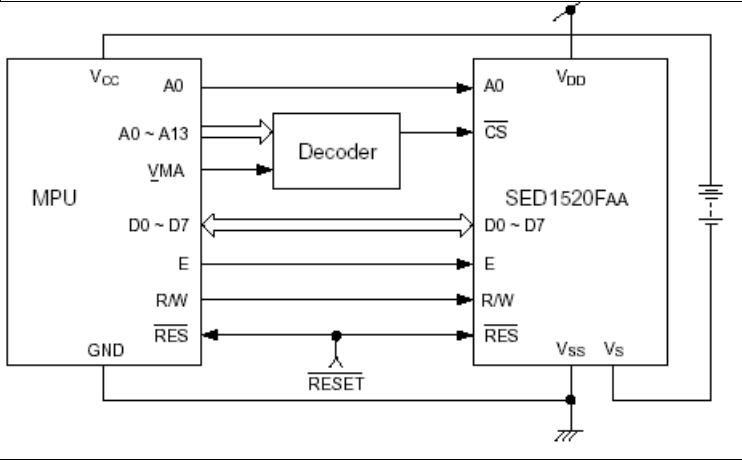 VCC
A0
A0 ~ A13
VMA
MPU
D0 ~ D7
E
R/W
RES
GND
Decoder
RESET
VDD
A0
CS
SED1520FAA
D0 ~ D7
E
R/W
RES
VSS
VS